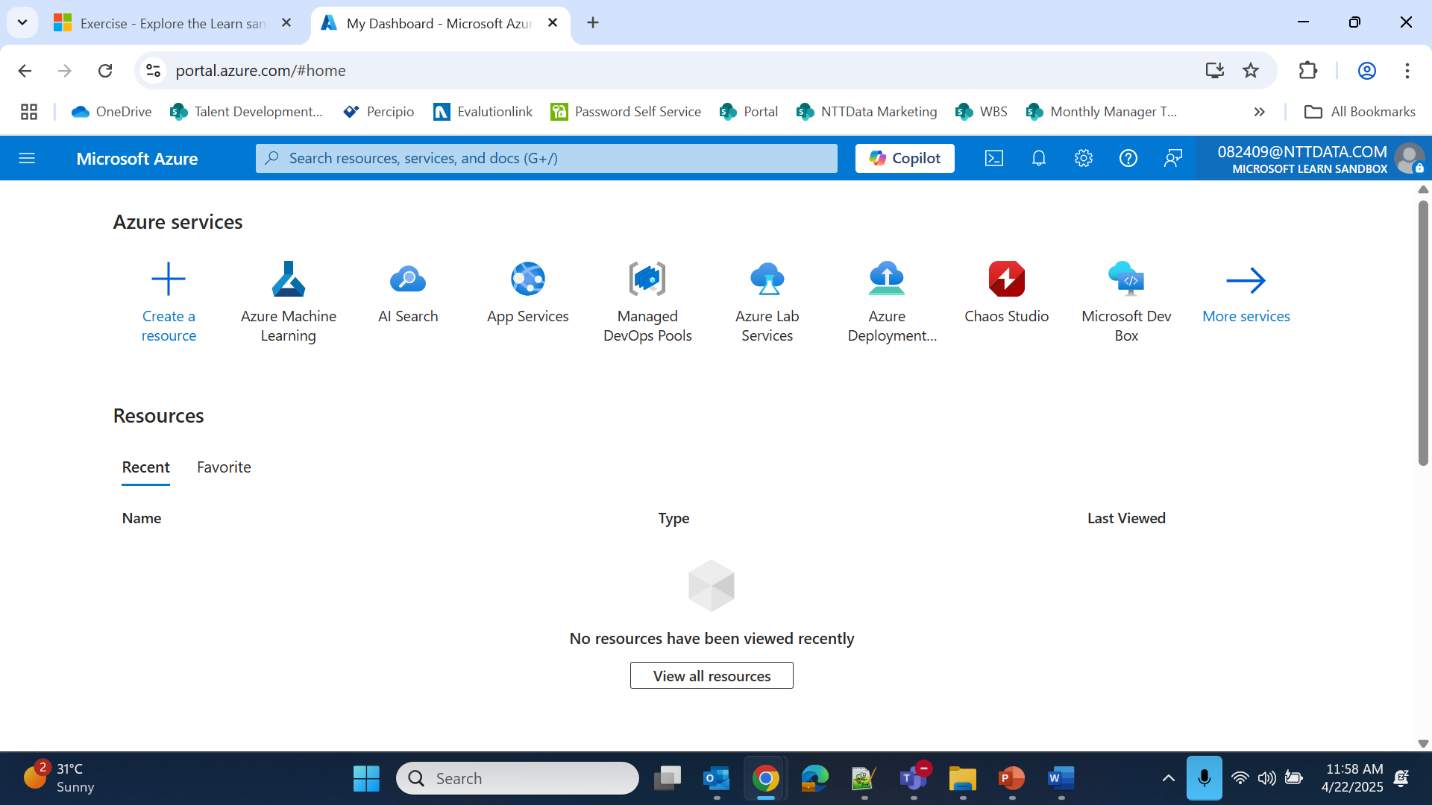 Exercise - Explore the Learn san
My Dashboard - Microsoft Azur
portal.azure.com/#home
OneDrive
Talent Development...
Percipio
Evalutionlink
Password Self Service
Portal
NTTData Marketing
WBS
Monthly Manager T...
All Bookmarks
Microsoft Azure
Search resources, services, and docs (G+/)
Copilot
082409@NTTDATA.COM
MICROSOFT LEARN SANDBOX
Azure services
Create a
resource
Azure Machine
Learning
AI Search
App Services
Managed
DevOps Pools
Azure Lab
Services
Azure
Deployment...
Chaos Studio
Microsoft Dev
Box
More services
Resources
Recent
Favorite
Name
Type
Last Viewed
No resources have been viewed recently
View all resources
2
31°C
Sunny
Search
11:58 AM
4/22/2025